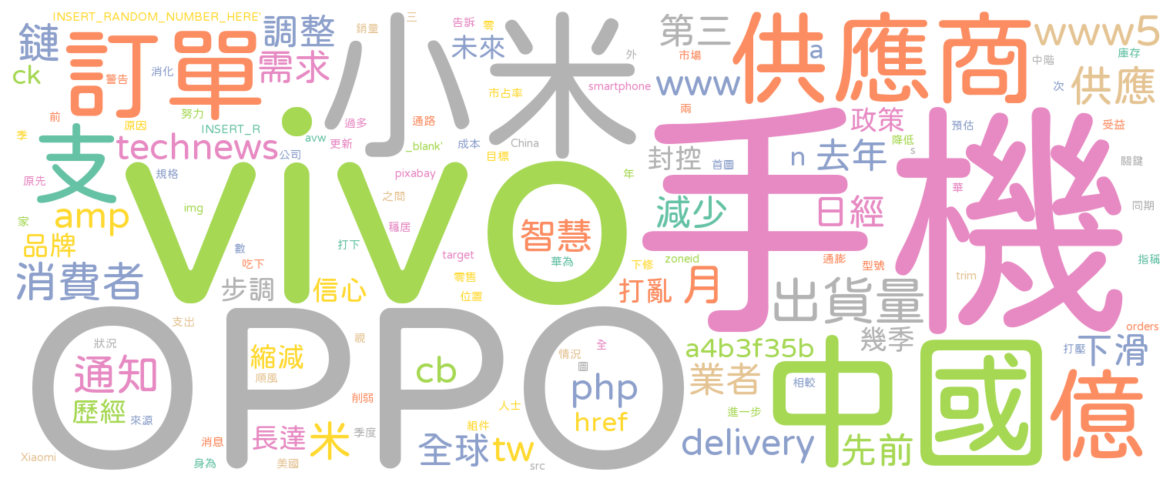 INSERT_RANDOM_NUMBER_HERE'
三
告訴
零
外
第三
www5
鏈
訂單
調整
銷量
小米
未來
市場
供應商
a
中階
庫存
ck
警告
消化
需求
市占率
smartphone
www
次
供應
前
原因
努力
過多
通路
兩
手機
政策
預估
受益
季
支
INSERT_R
avw
更新
_blank'
成本
China
封控
首圖
n
去年
降低
s
關鍵
technews
公司
目標
原先
規格
vivo
pixabay
年
華
家
amp
img
之間
穩居
智慧
減少
日經
同期
品牌
數
打下
target
華為
zoneid
通膨
型號
指稱
消費者
吃下
步調
信心
零售
位置
下修
打亂
月
出貨量
trim
OPPO
支出
親
情況
全
幾季
orders
狀況
縮減
圖
a4b3f35b
中國
打壓
下滑
通知
順風
cb
php
業者
相較
億
歷經
來源
削弱
人士
href
進一步
消息
長達
米
季度
組件
全球
tw
delivery
先前
Xiaomi
身為
美國
src